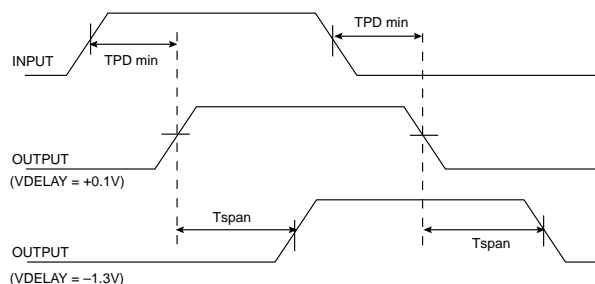 TPD min
TPD min
INPUT
OUTPUT
(VDELAY = +0.1V)
Tspan
Tspan
OUTPUT
(VDELAY = –1.3V)